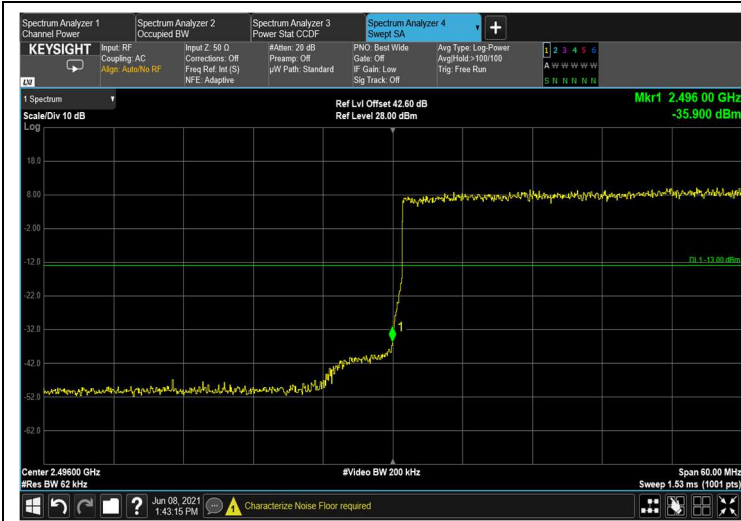 Spectrum Analyzer 1
Channel Power
Spectrum Analyzer 2
Occupied BW
Spectrum Analyzer 3
Power Stat CCDF
Spectrum Analyzer 4
Swept SA
KEYSIGHT
Input: RF
Coupling: AC
Align: Auto/No RF
Input Z: 50 Ω
Corrections: Off
Freq Ref: Int (S)
NFE: Adaptive
#Atten: 20 dB
Preamp: Off
µW Path: Standard
PNO: Best Wide
Gate: Off
IF Gain: Low
Sig Track: Off
Avg Type: Log-Power
Avg|Hold:>100/100
Trig: Free Run
1 2 3 4 5 6
A W W W W W
S N N N N N
LXI
1 Spectrum
Scale/Div 10 dB
Log
Ref Lvl Offset 42.60 dB
Ref Level 28.00 dBm
Mkr1 2.496 00 GHz
-35.900 dBm
18.0
8.00
-2.00
-12.0
DL1 -13.00 dBm
-22.0
-32.0
1
-42.0
-52.0
-62.0
Center 2.49600 GHz
#Res BW 62 kHz
#Video BW 200 kHz
Span 60.00 MHz
Sweep 1.53 ms (1001 pts)
?
Jun 08, 2021
1:43:15 PM
Characterize Noise Floor required